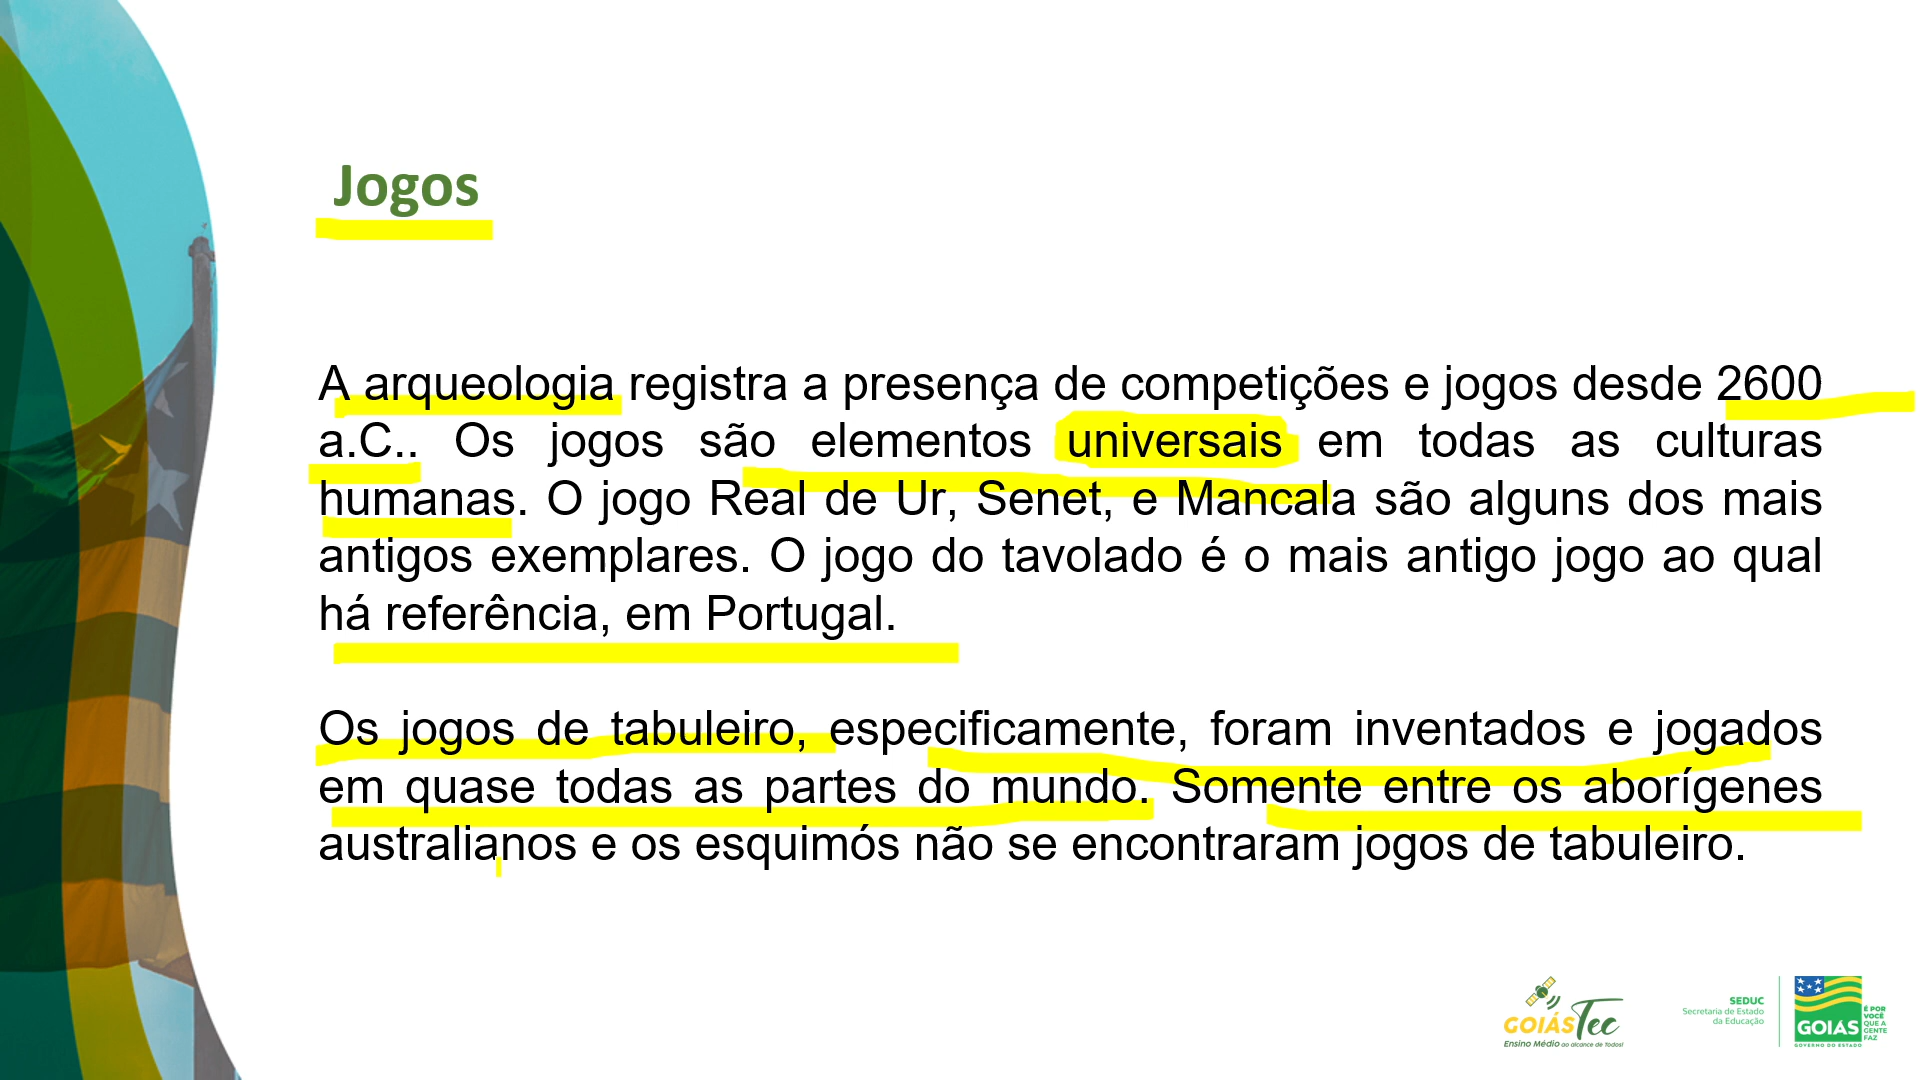 Jogos
A arqueologia registra a presença de competições e jogos desde 2600
a.C.. Os jogos são elementos universais em todas as culturas
humanas. O jogo Real de Ur, Senet, e Mancala são alguns dos mais
antigos exemplares. O jogo do tavolado é o mais antigo jogo ao qual
há referência, em Portugal.
Os jogos de tabuleiro, especificamente, foram inventados e jogados
em quase todas as partes do mundo. Somente entre os aborígenes
australianos e os esquimós não se encontraram jogos de tabuleiro.
GOIÁS Tec
Ensino Médio ao alcance de Todos!
SEDUC
Secretaria de Estado
da Educação
GOIÁS
GOVERNO DO ESTADO
É POR
VOCÊ
QUE A
GENTE
FAZ